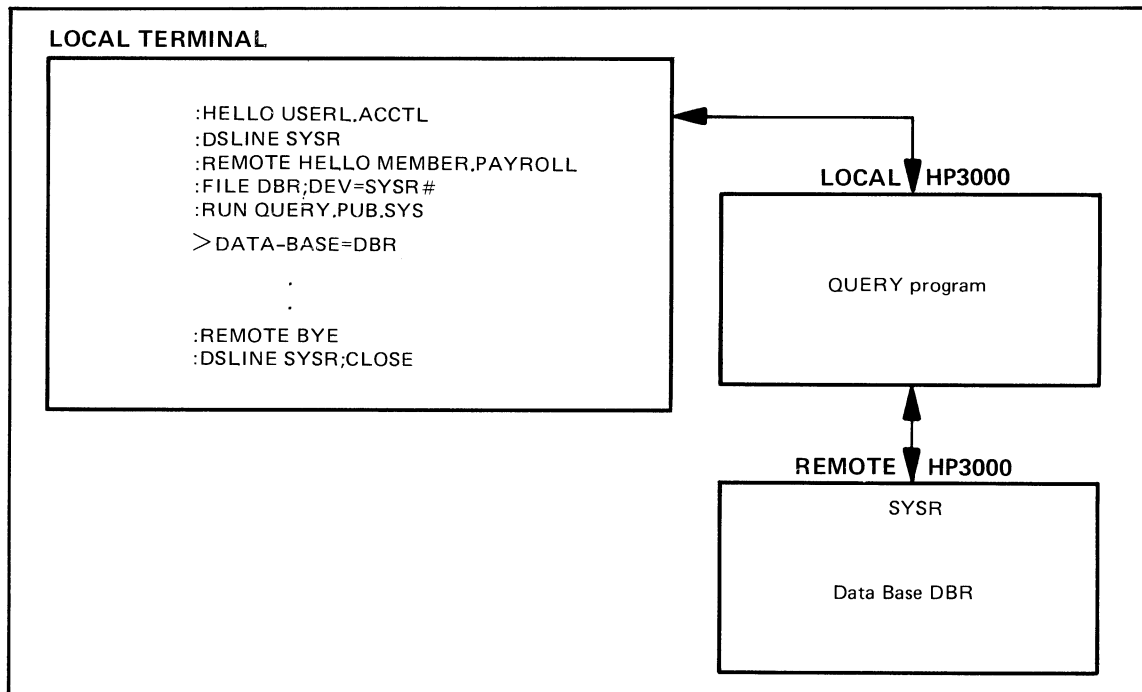 LOCAL TERMINAL
:HELLO USERL.ACCTL
:DSLINE SYSR
:REMOTE HELLO MEMBER.PAYROLL
:FILE DBR;DEV=SYSR#
:RUN QUERY.PUB.SYS
>DATA-BASE=DBR
.
.
:REMOTE BYE
:DSLINE SYSR;CLOSE
LOCAL HP3000
QUERY program
REMOTE HP3000
SYSR
Data Base DBR